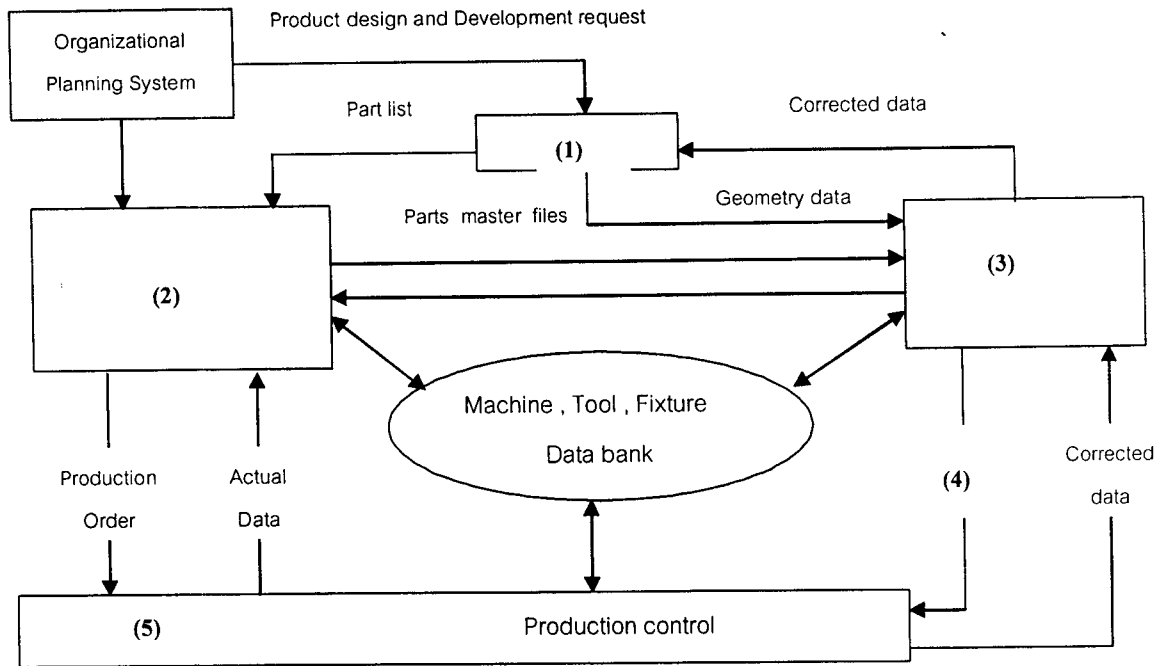 Product design and Development request
Organizational
Planning System
Part list
Corrected data
(1)
Parts master files
Geometry data
(2)
(3)
Machine , Tool , Fixture
Data bank
Production
Order
Actual
Data
(4)
Corrected
data
(5)
Production control